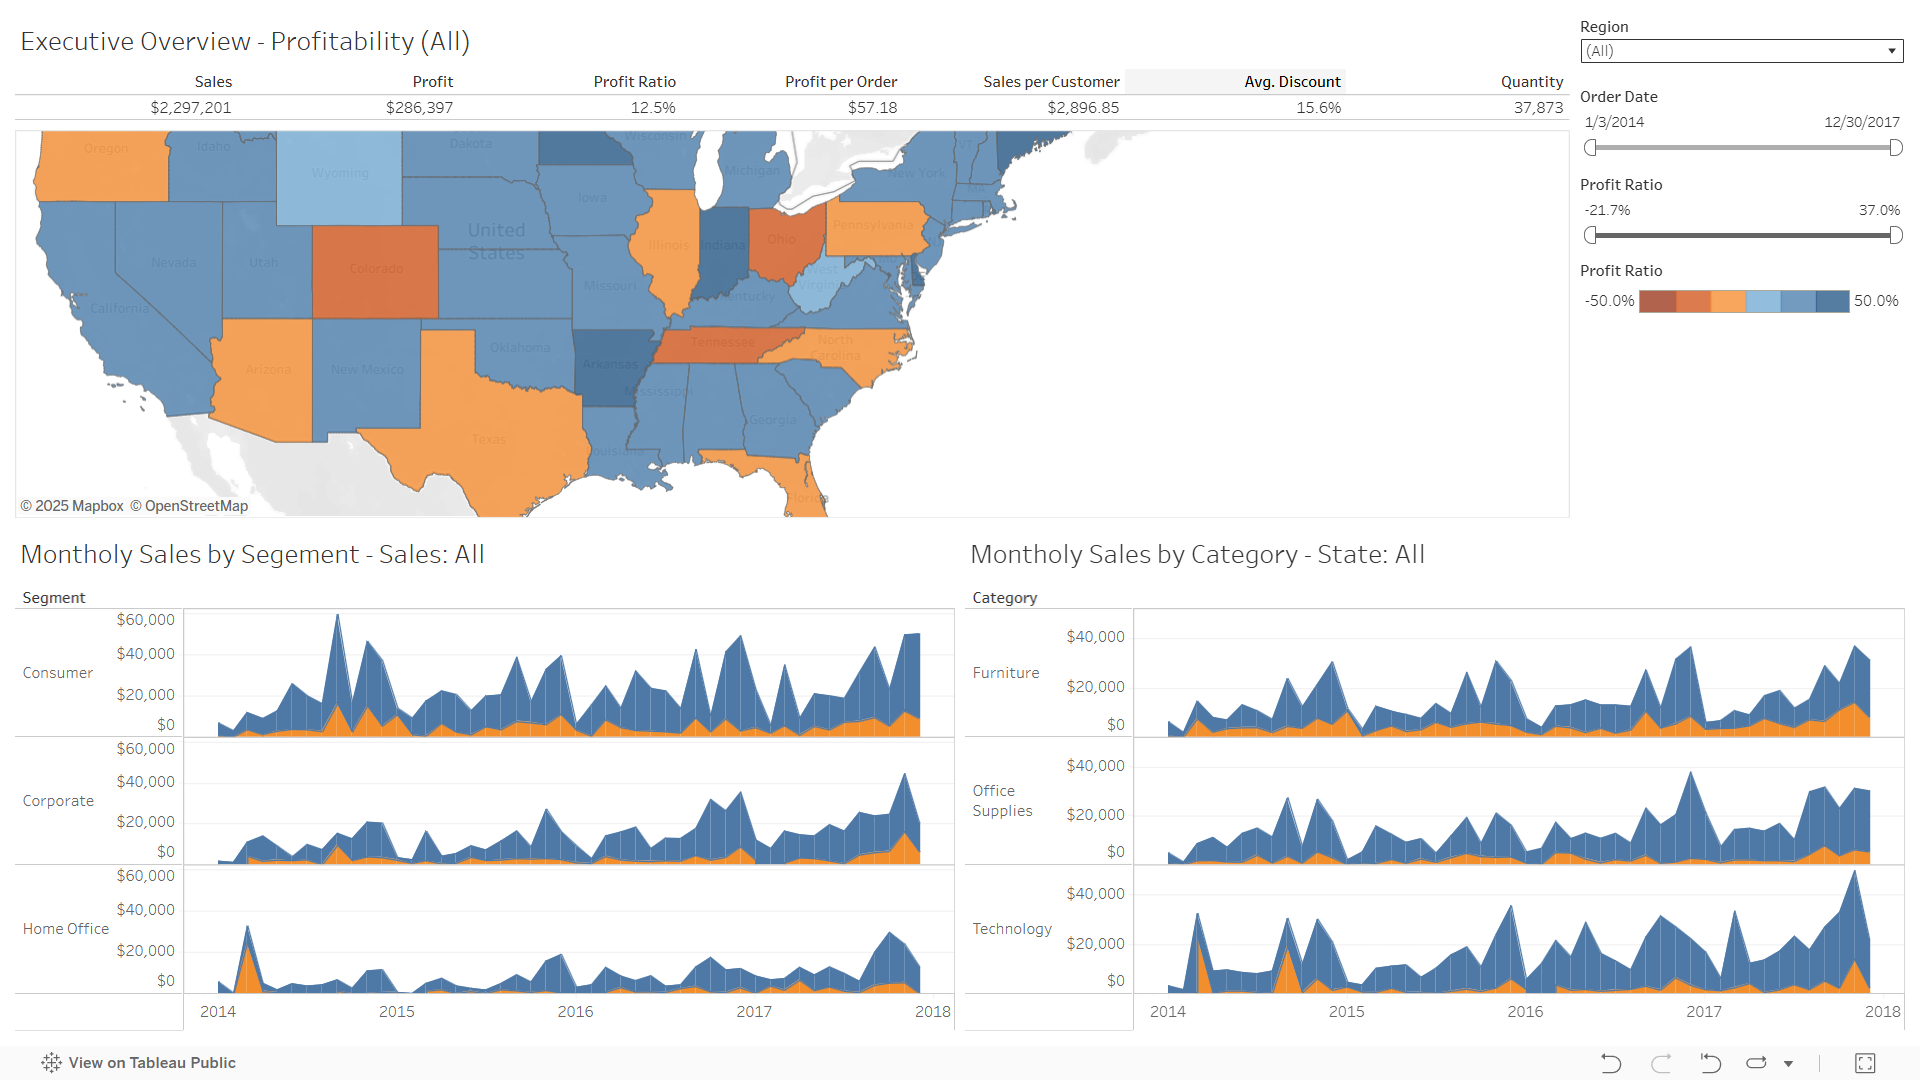 Executive Overview - Profitability (All)
Sales Profit Profit Ratio Profit per Order Sales per Customer Avg. Discount Quantity
$2,297,201 $286,397 12.5% $57.18 $2,896.85 15.6% 37,873
Region
(All)
Order Date
1/3/2014 12/30/2017
Profit Ratio
-21.7% 37.0%
Profit Ratio
-50.0% 50.0%
Oregon
Idaho
Wyoming
Dakota
Wisconsin
Michigan
New York
VT
MA
Iowa
United
States
Nevada
Utah
Colorado
California
Illinois
Indiana
Ohio
Pennsylvania
West
Virginia
Missouri
Kentucky
Tennessee
North
Carolina
Arizona
New Mexico
Oklahoma
Arkansas
Mississippi
Georgia
Texas
Louisiana
Florida
© 2025 Mapbox © OpenStreetMap
Montholy Sales by Segement - Sales: All
Segment
Consumer
$60,000
$40,000
$20,000
$0
Corporate
$60,000
$40,000
$20,000
$0
Home Office
$60,000
$40,000
$20,000
$0
2014 2015 2016 2017 2018
Montholy Sales by Category - State: All
Category
Furniture
$40,000
$20,000
$0
Office
Supplies
$40,000
$20,000
$0
Technology
$40,000
$20,000
$0
2014 2015 2016 2017 2018
View on Tableau Public